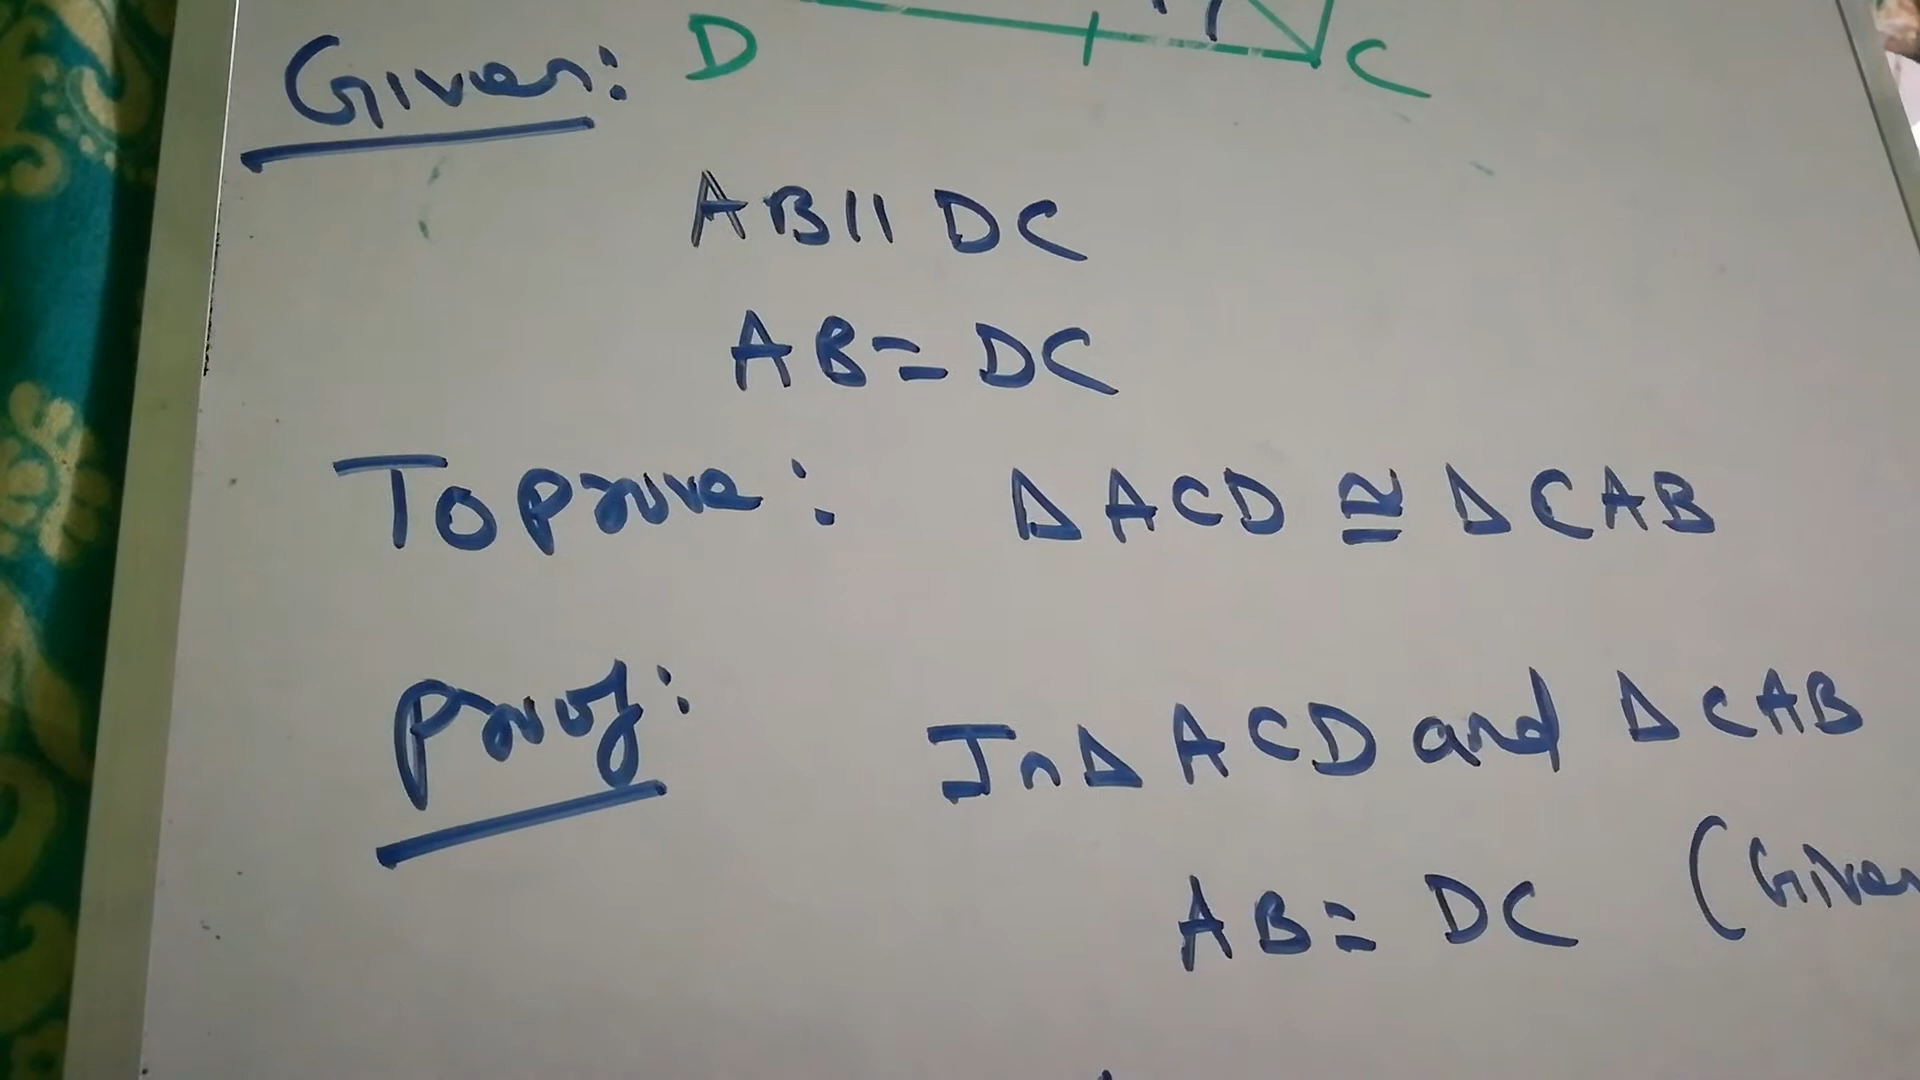 D C
Given:
AB || DC
AB = DC
To prove: Δ ACD ≅ Δ CAB
Proof: In Δ ACD and Δ CAB
AB = DC (Given